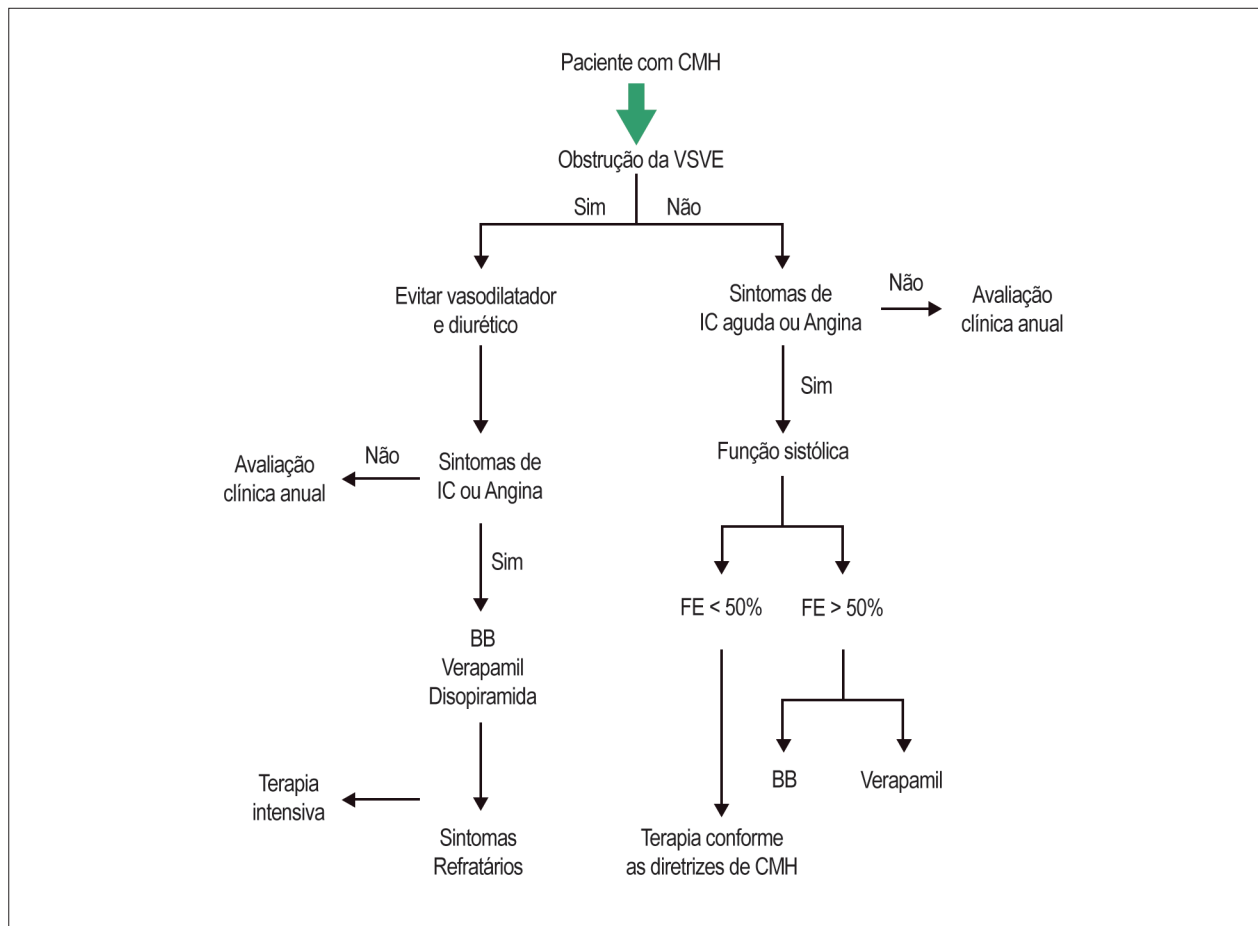 Paciente com CMH
Obstrução da VSVE
Sim
Não
Evitar vasodilatador
e diurético
Sintomas de
IC aguda ou Angina
Não
Avaliação
clínica anual
Sim
Avaliação
clínica anual
Não
Sintomas de
IC ou Angina
Função sistólica
Sim
FE < 50%
FE > 50%
BB
Verapamil
Disopiramida
BB
Verapamil
Terapia
intensiva
Sintomas
Refratários
Terapia conforme
as diretrizes de CMH